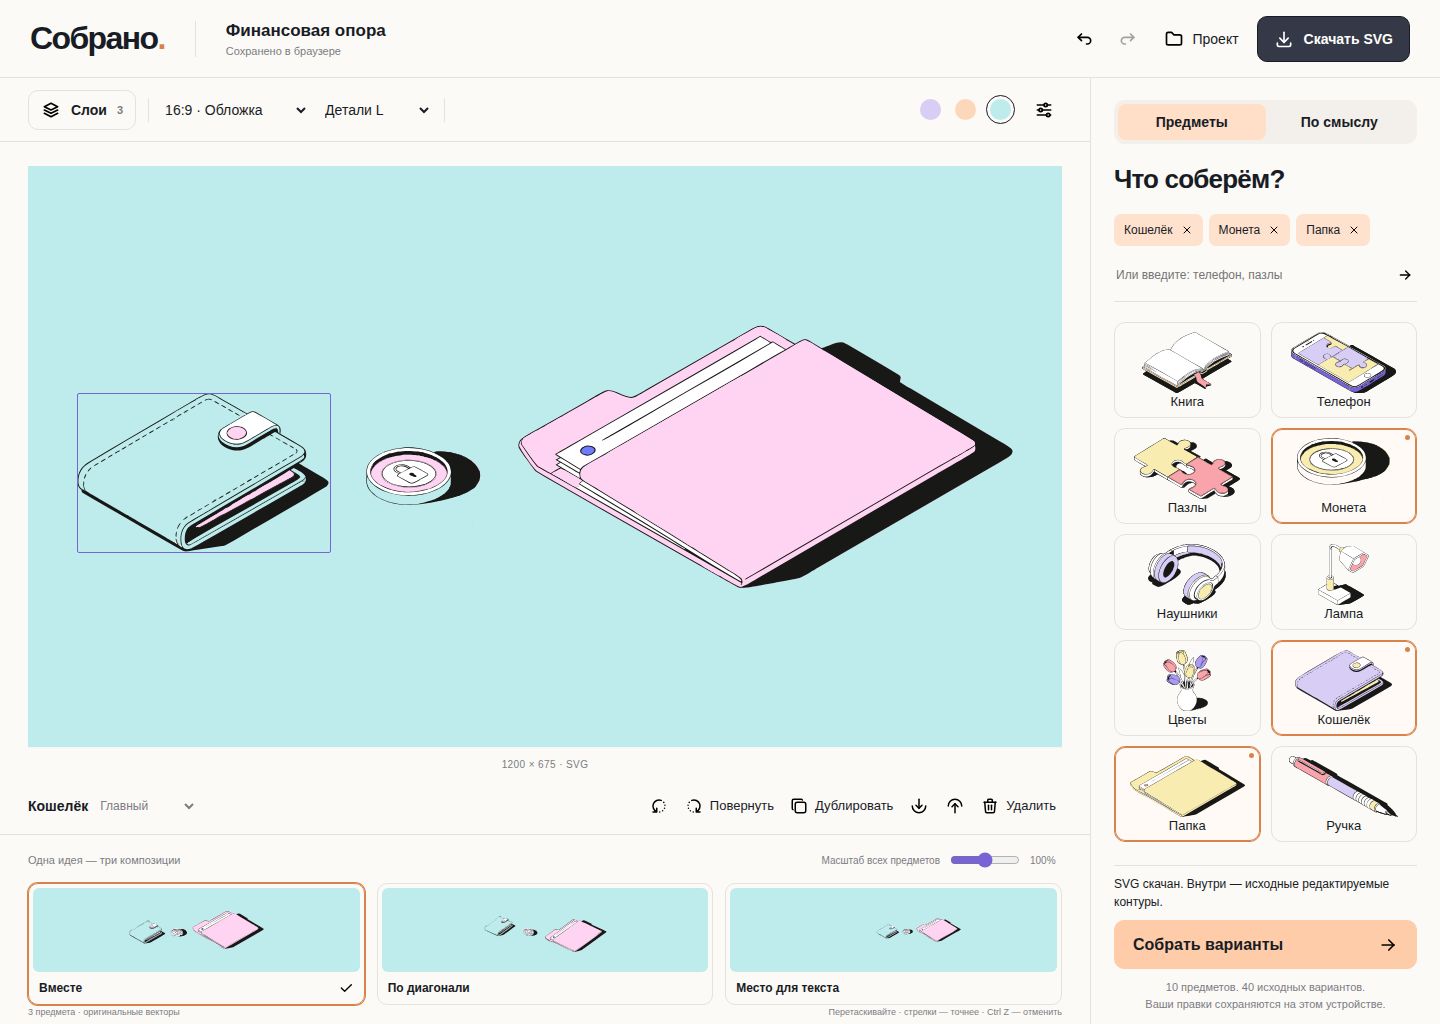 Собрано.
Финансовая опора
Сохранено в браузере
Проект
Скачать SVG
Слои 3
16:9 · Обложка
Детали L
Предметы
По смыслу
Что соберём?
Кошелёк
Монета
Папка
Или введите: телефон, пазлы
Книга
Телефон
Пазлы
Монета
Наушники
Лампа
Цветы
Кошелёк
Папка
Ручка
1200 × 675 · SVG
Кошелёк Главный
Повернуть
Дублировать
Удалить
Одна идея — три композиции
Масштаб всех предметов
100%
Вместе
По диагонали
Место для текста
3 предмета · оригинальные векторы
Перетаскивайте · стрелки — точнее · Ctrl Z — отменить
SVG скачан. Внутри — исходные редактируемые
контуры.
Собрать варианты
10 предметов. 40 исходных вариантов.
Ваши правки сохраняются на этом устройстве.